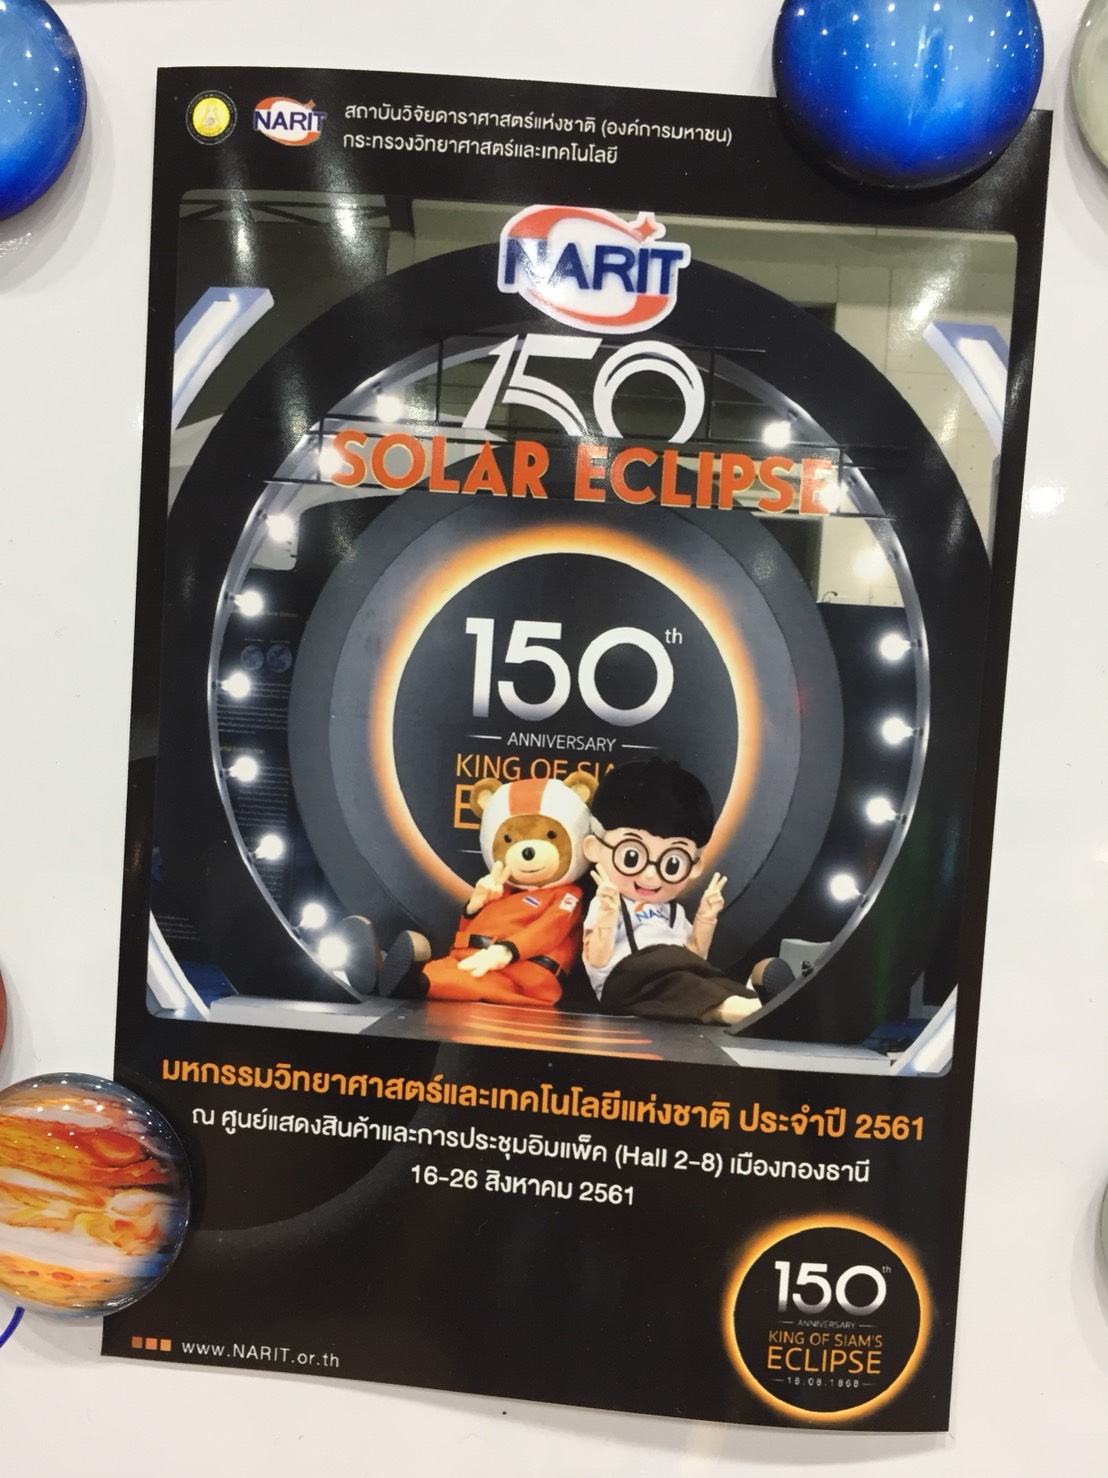 NARIT
สถาบันวิจัยดาราศาสตร์แห่งชาติ (องค์การมหาชน)
กระทรวงวิทยาศาสตร์และเทคโนโลยี
NARIT
150
SOLAR ECLIPSE
150th
ANNIVERSARY
KING OF SIA
NARIT
มหกรรมวิทยาศาสตร์และเทคโนโลยีแห่งชาติ ประจำปี 2561
ณ ศูนย์แสดงสินค้าและการประชุมอิมแพ็ค (Hall 2-8) เมืองทองธานี
16-26 สิงหาคม 2561
150th
ANNIVERSARY
KING OF SIAM'S
ECLIPSE
18.08.1868
www.NARIT.or.th